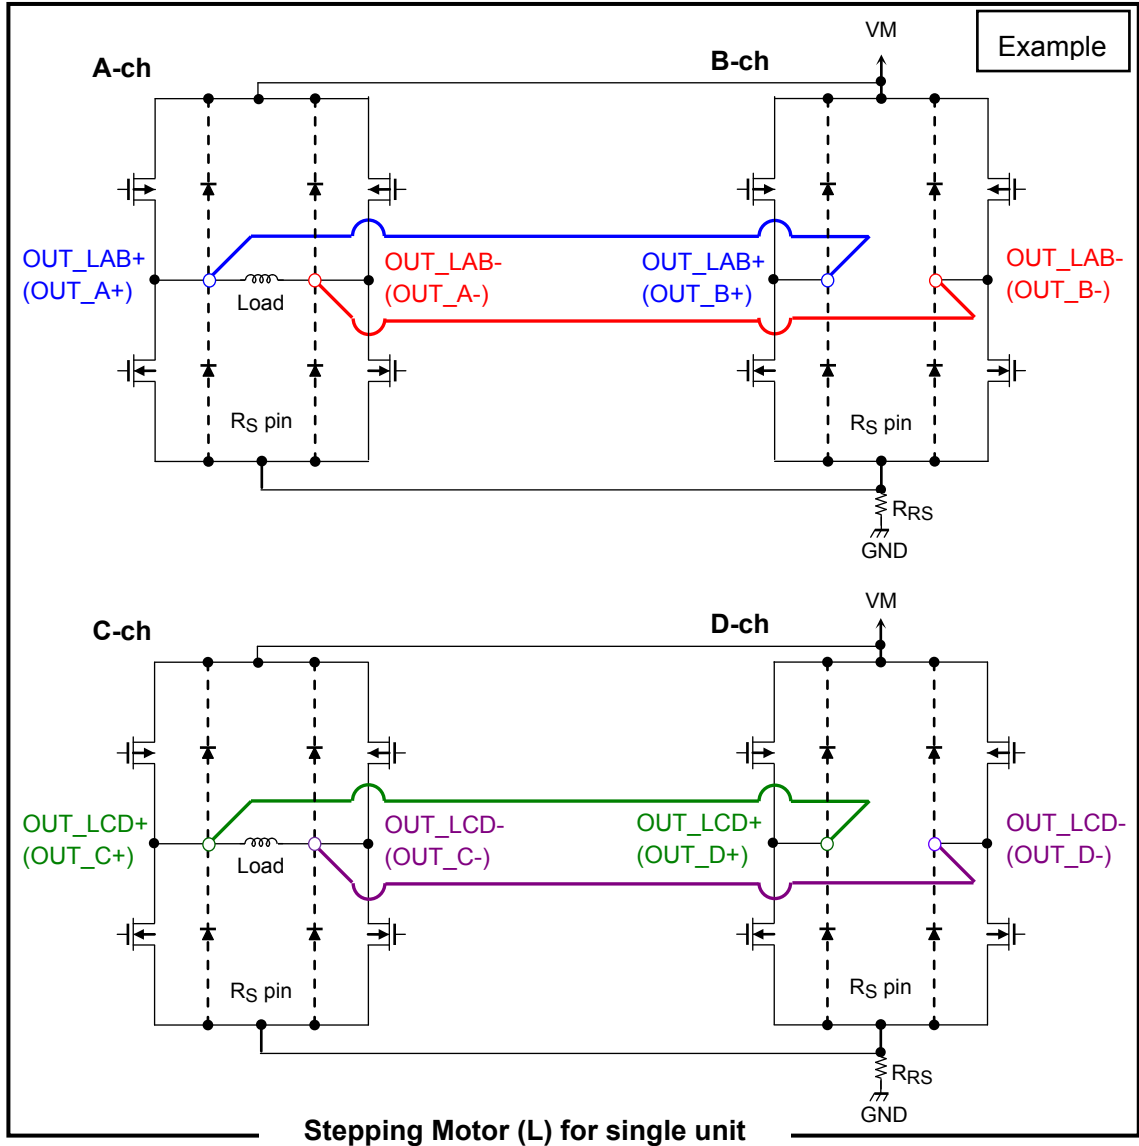 VM
Example
A-ch
B-ch
OUT_LAB+
(OUT_A+)
Load
OUT_LAB-
(OUT_A-)
OUT_LAB+
(OUT_B+)
OUT_LAB-
(OUT_B-)
RS pin
RS pin
RRS
GND
VM
C-ch
D-ch
OUT_LCD+
(OUT_C+)
Load
OUT_LCD-
(OUT_C-)
OUT_LCD+
(OUT_D+)
OUT_LCD-
(OUT_D-)
RS pin
RS pin
RRS
GND
Stepping Motor (L) for single unit